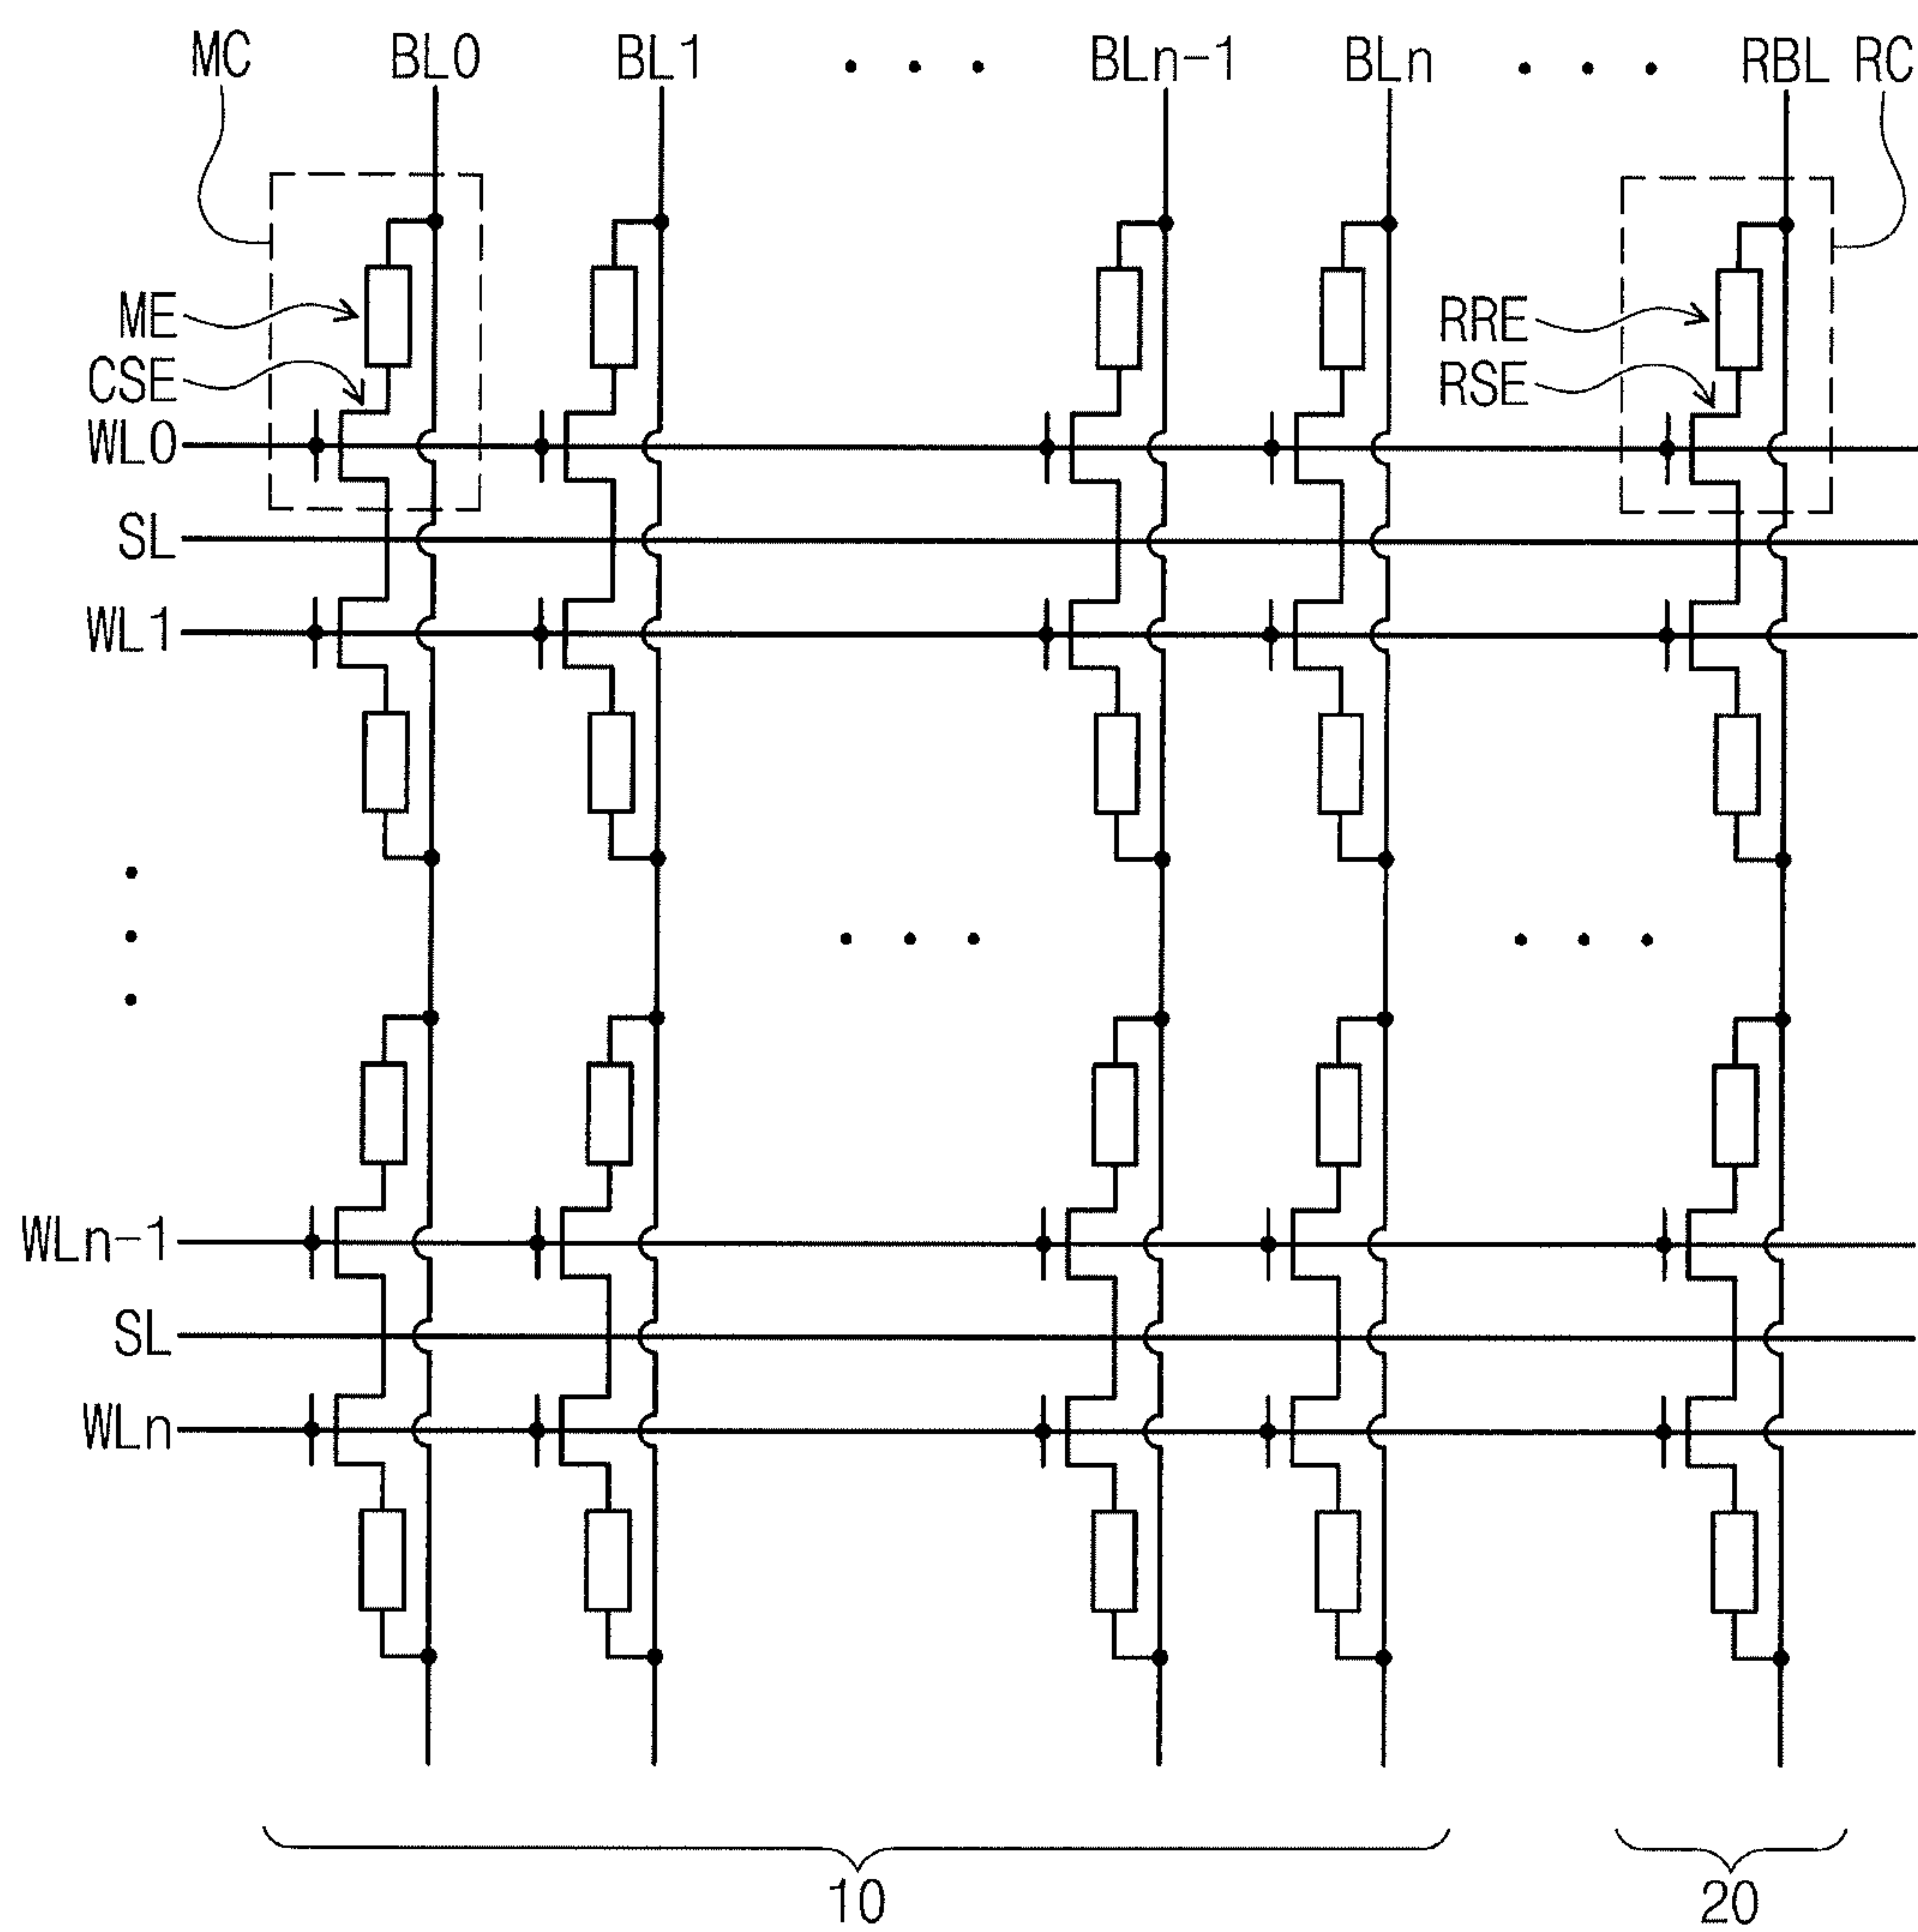 MC BL0 BL1 . . . BLn-1 BLn . . . RBL RC
ME
RRE
CSE
RSE
WL0
SL
WL1
WLn-1
SL
WLn
10
20